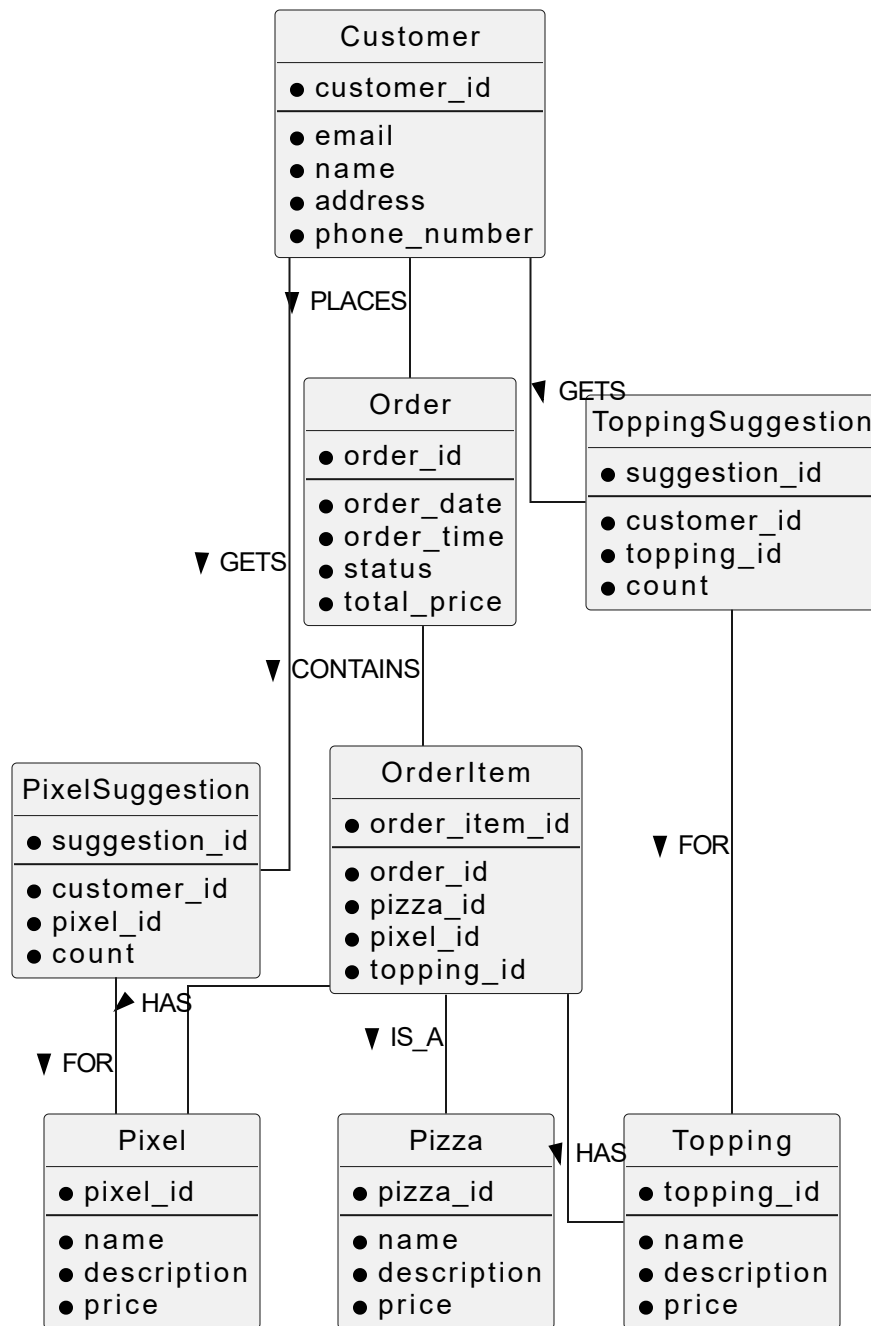 Customer
customer_id
email
name
address
phone_number
PLACES
GETS
Order
order_id
order_date
order_time
status
total_price
ToppingSuggestion
suggestion_id
customer_id
topping_id
count
GETS
CONTAINS
PixelSuggestion
suggestion_id
customer_id
pixel_id
count
OrderItem
order_item_id
order_id
pizza_id
pixel_id
topping_id
FOR
HAS
IS_A
FOR
Pixel
pixel_id
name
description
price
Pizza
pizza_id
name
description
price
HAS
Topping
topping_id
name
description
price